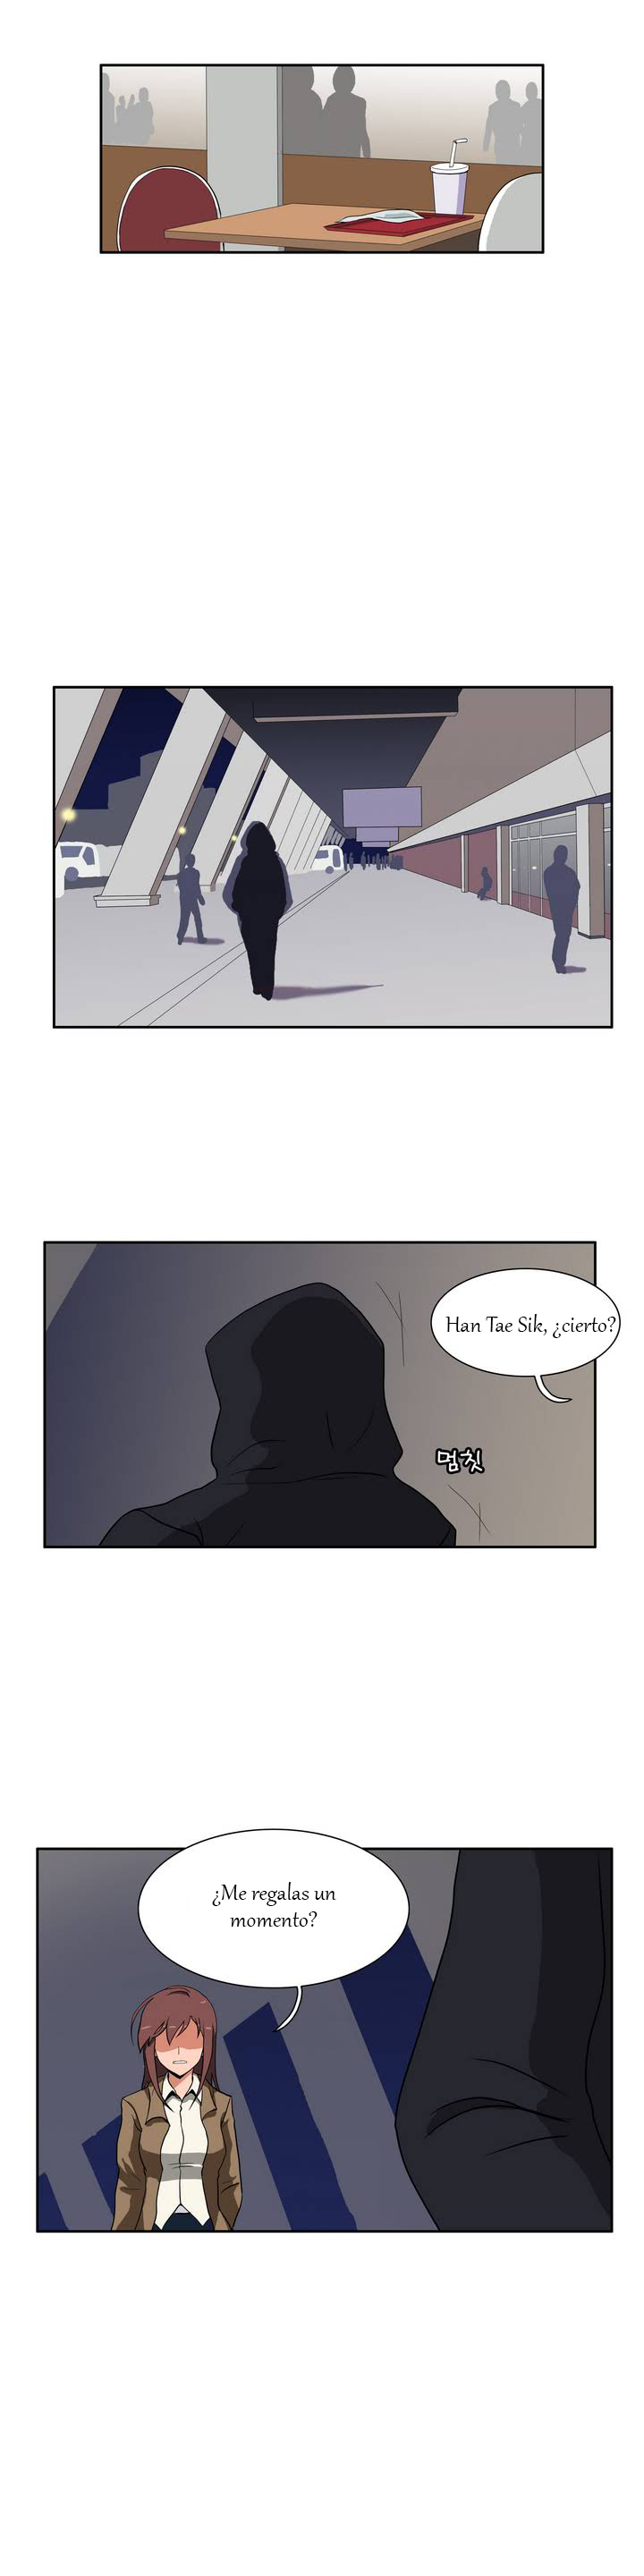 Han Tae Sik, ¿cierto?
멈칫
¿Me regalas un
momento?